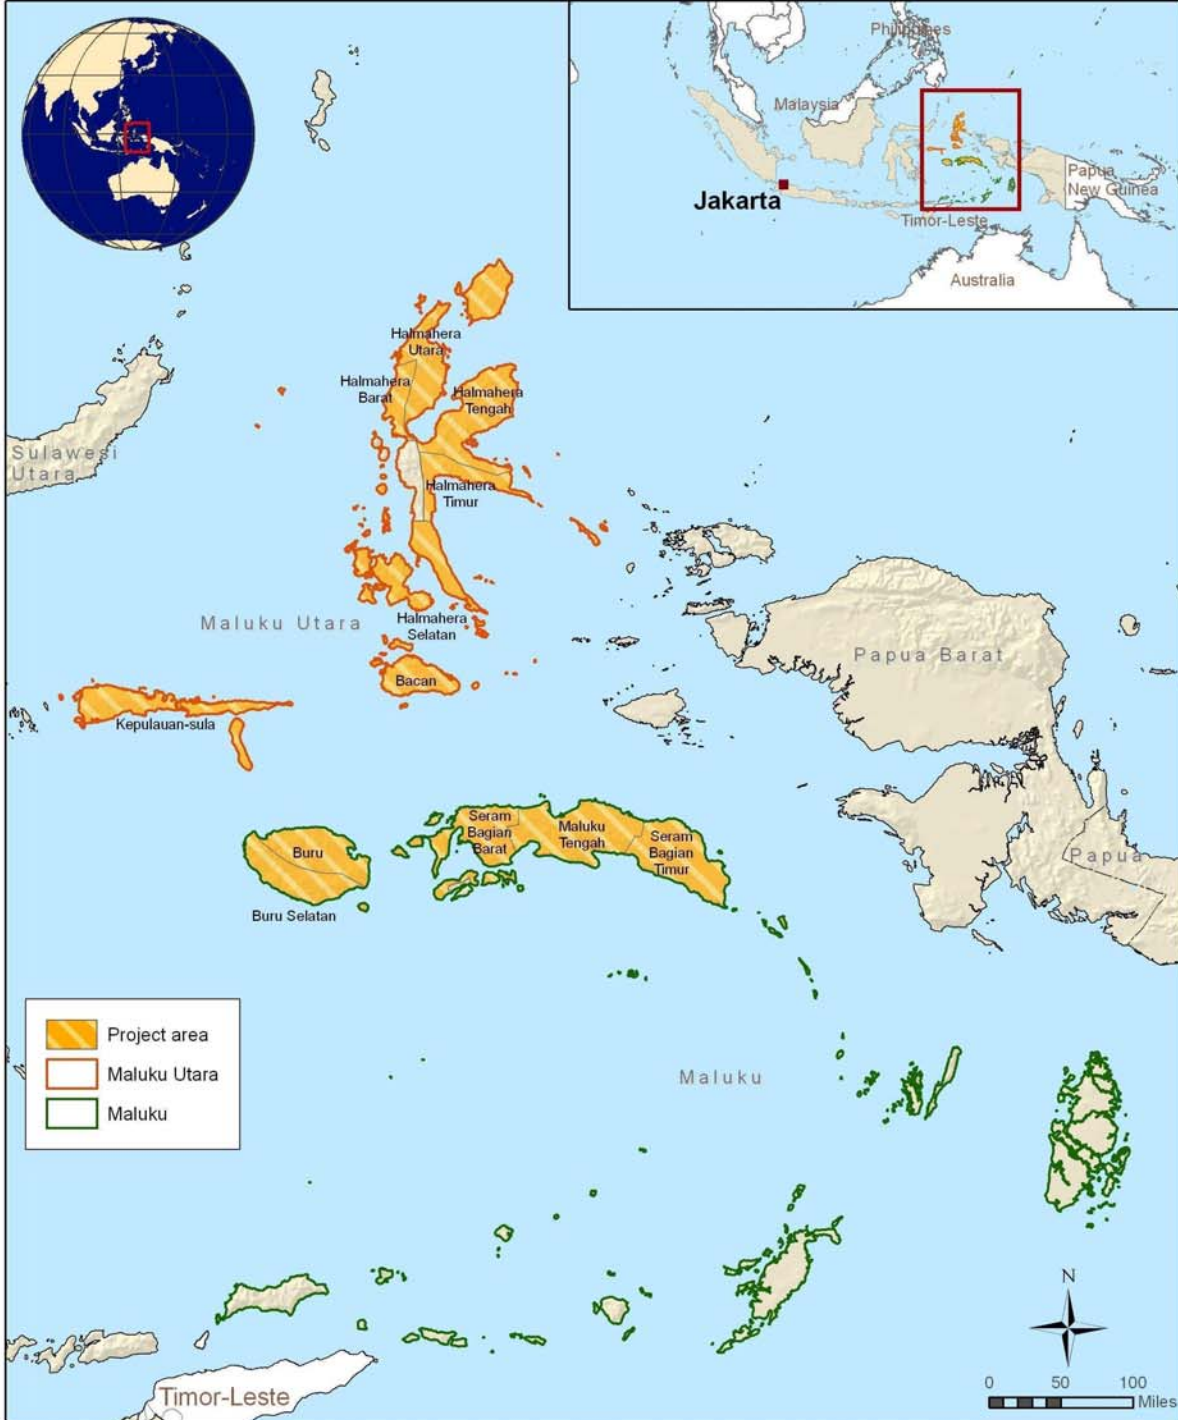 Philippines
Malaysia
Papua
New Guinea
Jakarta
Timor-Leste
Australia
Halmahera
Utara
Halmahera
Barat
Halmahera
Tengah
Sulawesi
Utara
Halmahera
Timur
Maluku Utara
Halmahera
Selatan
Papua Barat
Bacan
Kepulauan-sula
Seram
Bagian
Barat
Maluku
Tengah
Seram
Bagian
Timur
Buru
Papua
Buru Selatan
Project area
Maluku Utara
Maluku
Maluku
N
Timor-Leste
0 50 100
Miles